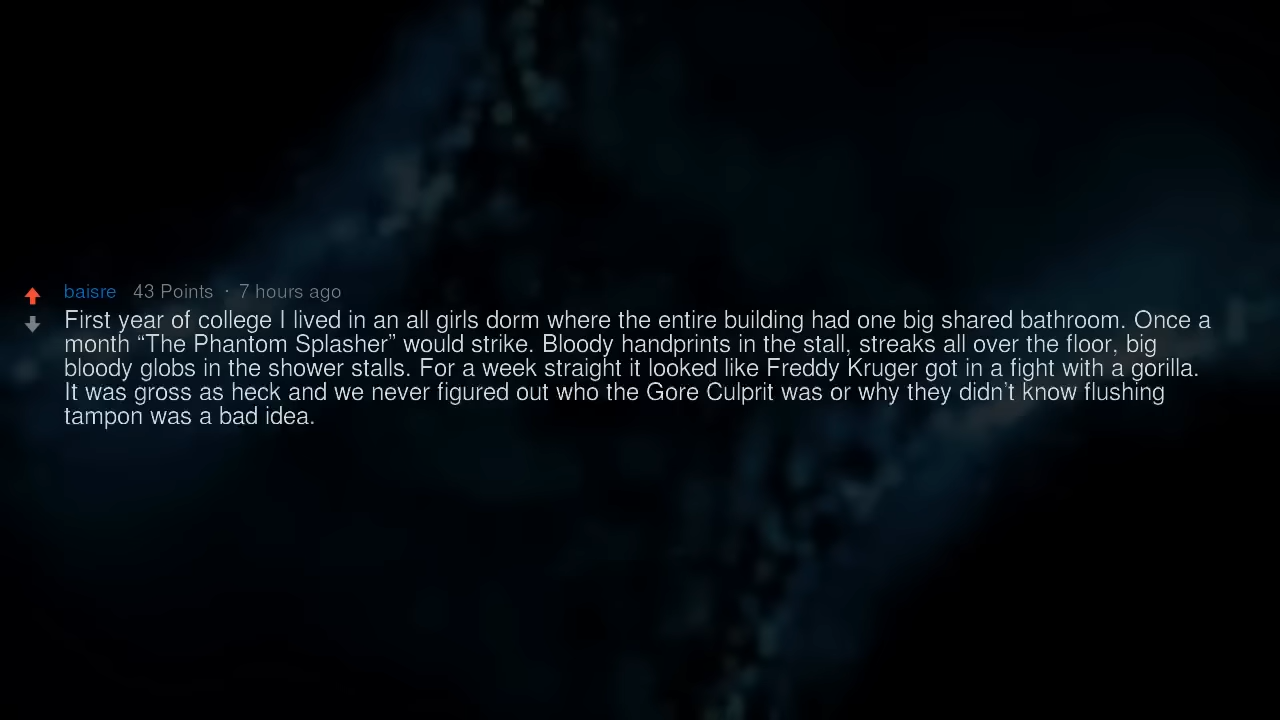 baisre 43 Points · 7 hours ago
First year of college I lived in an all girls dorm where the entire building had one big shared bathroom. Once a
month “The Phantom Splasher” would strike. Bloody handprints in the stall, streaks all over the floor, big
bloody globs in the shower stalls. For a week straight it looked like Freddy Kruger got in a fight with a gorilla.
It was gross as heck and we never figured out who the Gore Culprit was or why they didn’t know flushing
tampon was a bad idea.